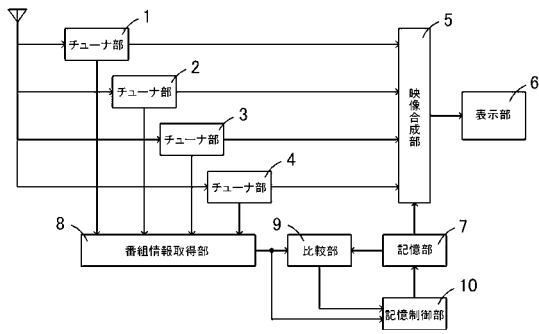 1
チューナ部
2
チューナ部
3
チューナ部
4
チューナ部
5
映像合成部
6
表示部
8
番組情報取得部
9
比較部
7
記憶部
10
記憶制御部